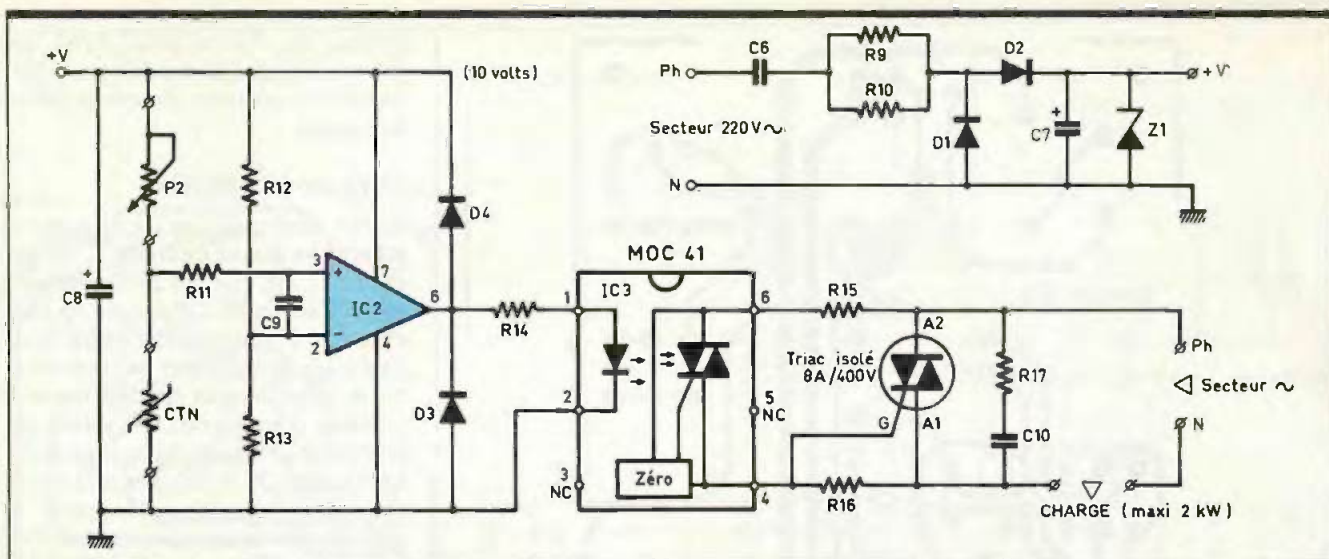 +V
(10 volts)
C8
P2
CTN
R11
R12
R13
C9
3
+
IC2
-
2
7
4
6
D4
D3
R14
Ph
C6
R9
R10
D2
+V
Secteur 220V~
D1
C7
+
Z1
N
MOC 41
1
IC3
2
3
NC
Zéro
6
5
NC
4
R15
R16
Triac isolé
8A/400V
A2
G
A1
R17
C10
Ph
Secteur ~
N
CHARGE (maxi 2 kW)